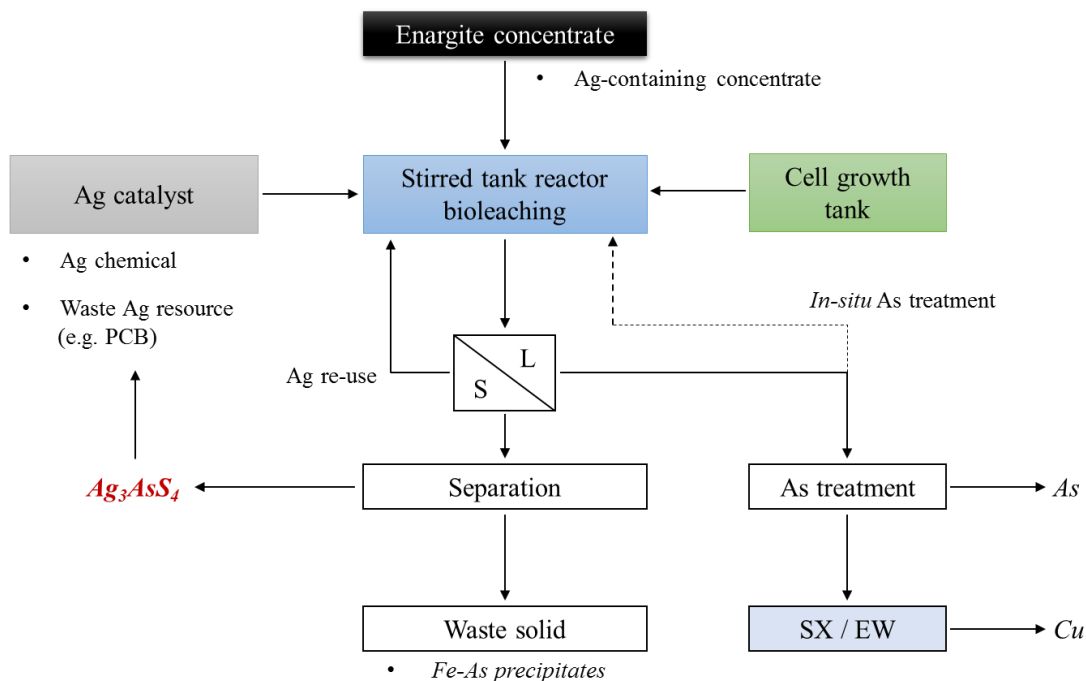 Enargite concentrate
• Ag-containing concentrate
Ag catalyst
Stirred tank reactor
bioleaching
Cell growth
tank
• Ag chemical
• Waste Ag resource
(e.g. PCB)
In-situ As treatment
Ag re-use
L
S
Ag₃AsS₄
Separation
As treatment
As
Waste solid
• Fe-As precipitates
SX / EW
Cu